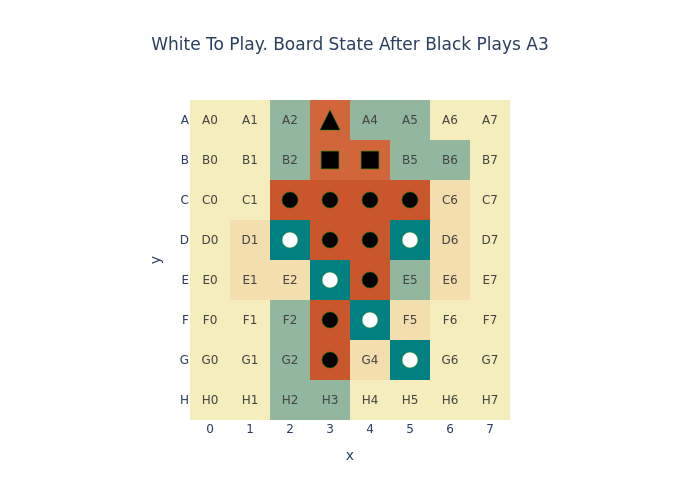 White To Play. Board State After Black Plays A3
A A0 A1 A2 A4 A5 A6 A7
B B0 B1 B2 B5 B6 B7
C C0 C1 C6 C7
D D0 D1 D6 D7
y
E E0 E1 E2 E5 E6 E7
F F0 F1 F2 F5 F6 F7
G G0 G1 G2 G4 G6 G7
H H0 H1 H2 H3 H4 H5 H6 H7
0 1 2 3 4 5 6 7
x